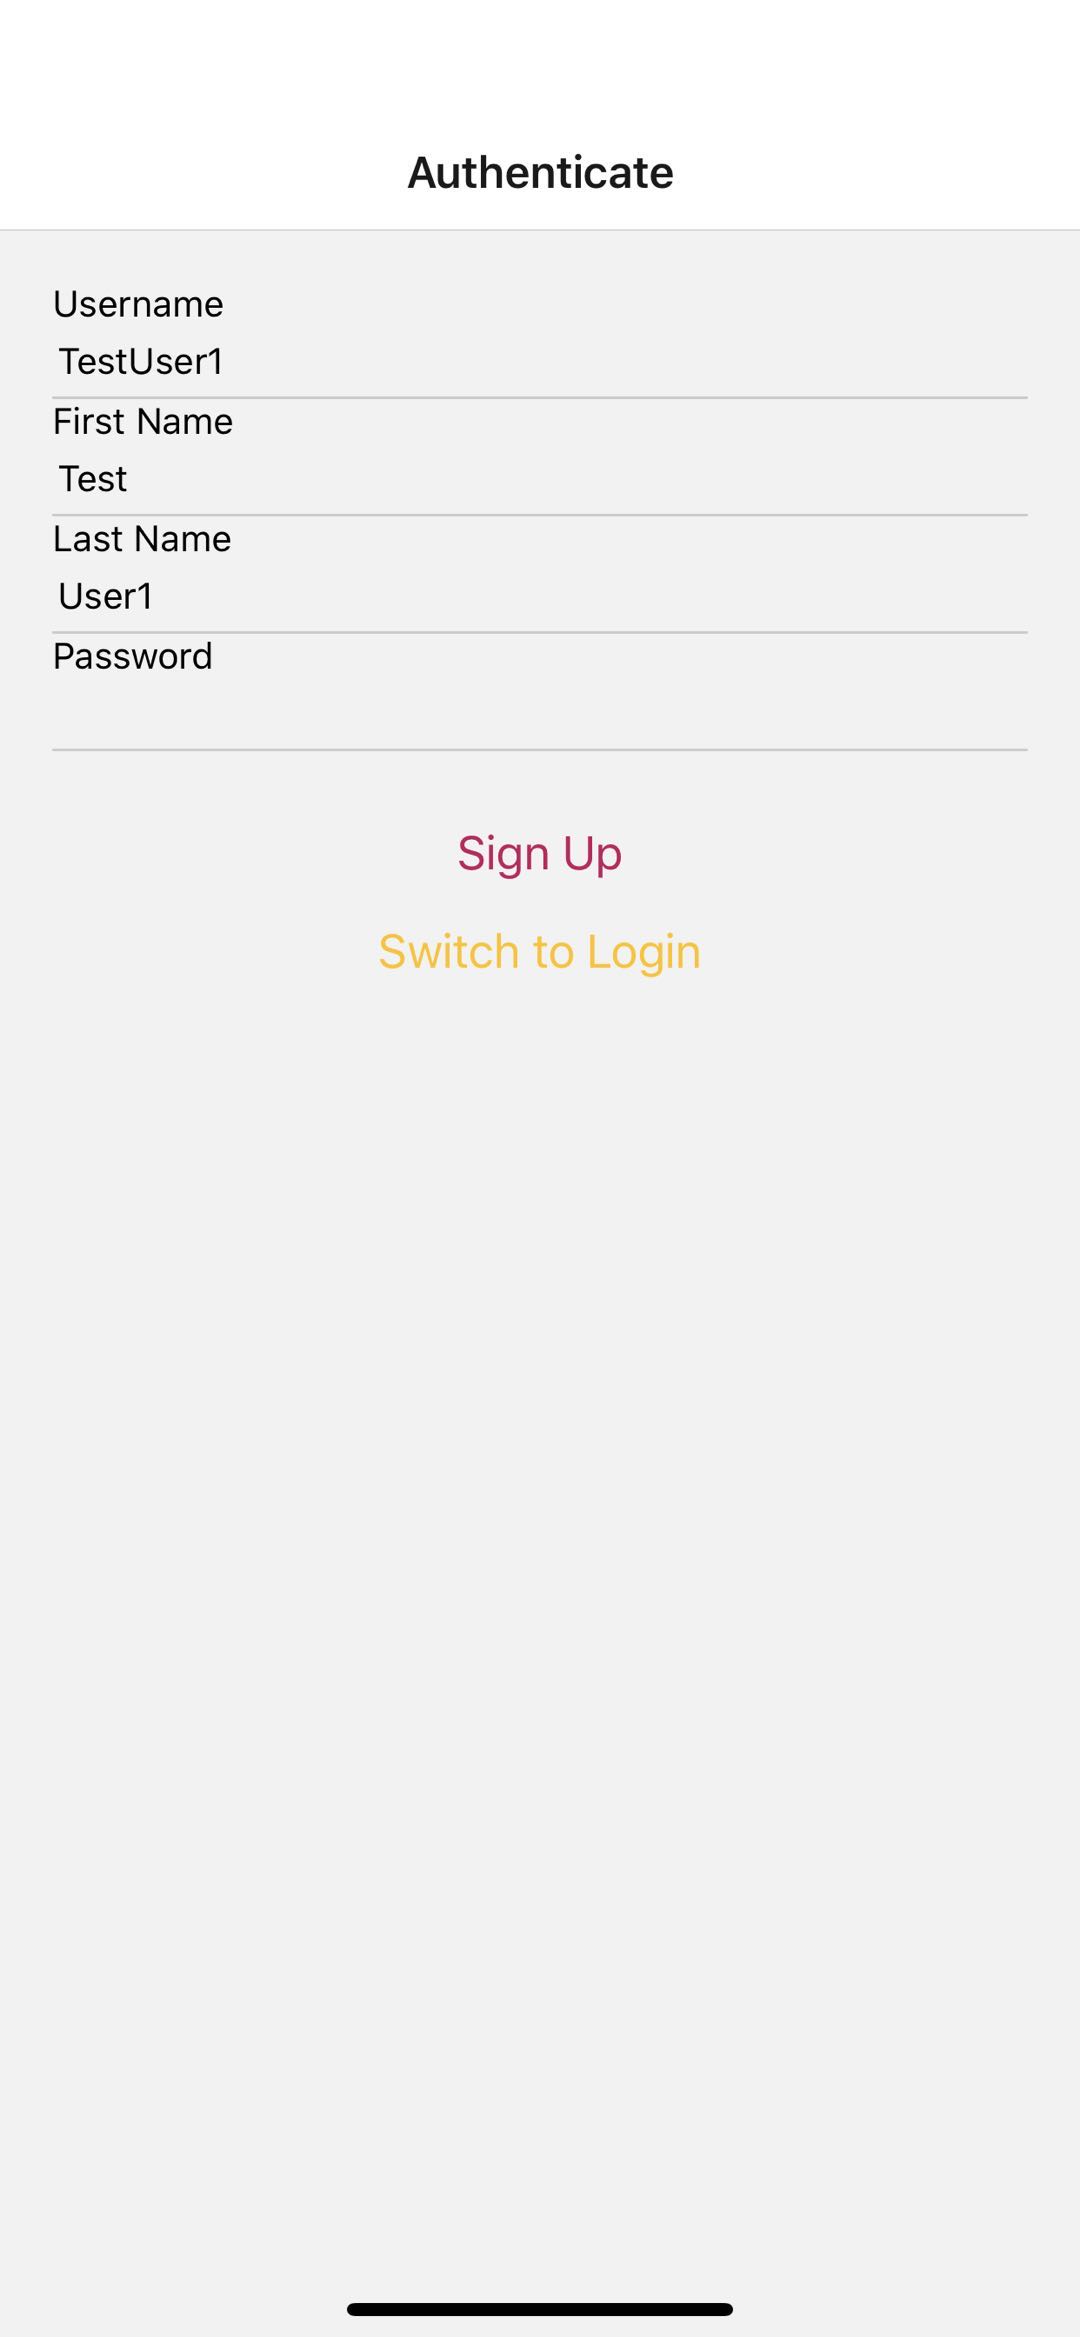 Authenticate
Username
TestUser1
First Name
Test
Last Name
User1
Password
Sign Up
Switch to Login